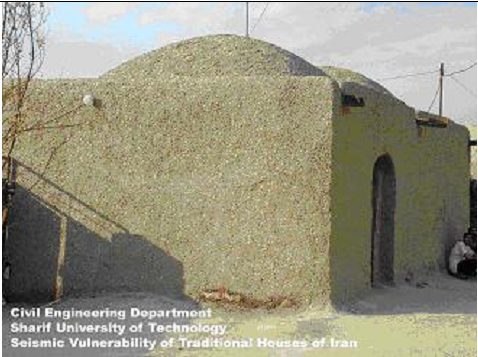 Civil Engineering Department
Sharif University of Technology
Seismic Vulnerability of Traditional Houses of Iran